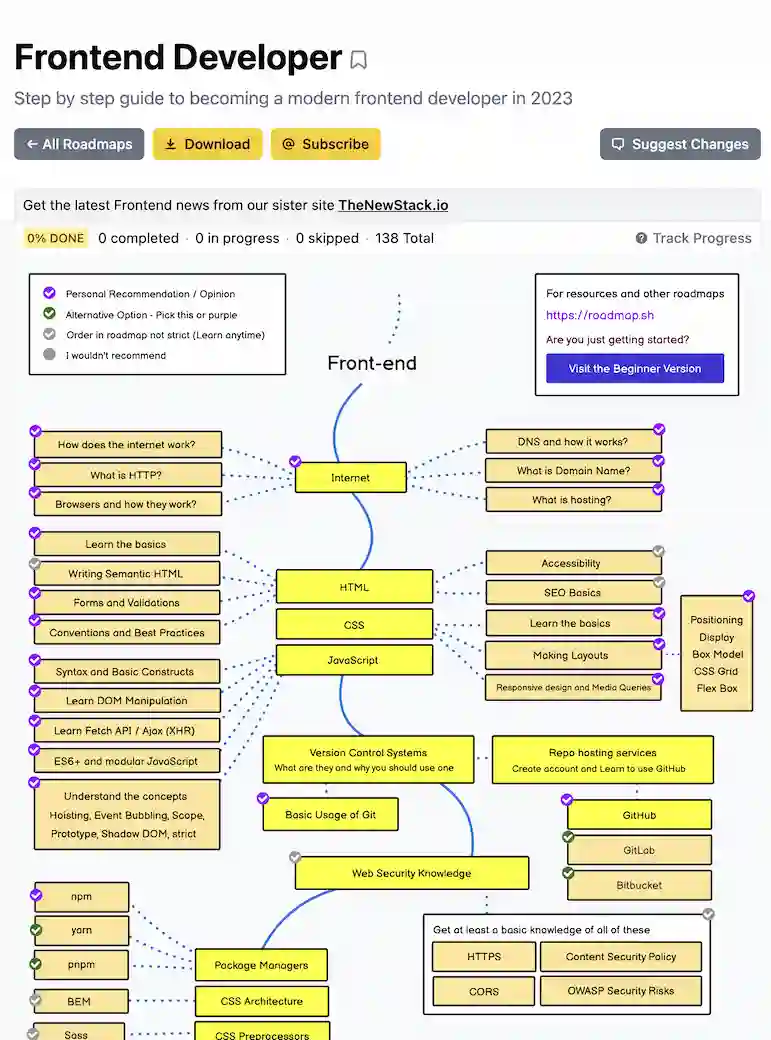 Frontend Developer
Step by step guide to becoming a modern frontend developer in 2023
← All Roadmaps
Download
@ Subscribe
Suggest Changes
Get the latest Frontend news from our sister site TheNewStack.io
0% DONE 0 completed · 0 in progress · 0 skipped · 138 Total
Track Progress
Personal Recommendation / Opinion
Alternative Option - Pick this or purple
Order in roadmap not strict (Learn anytime)
I wouldn't recommend
For resources and other roadmaps
https://roadmap.sh
Are you just getting started?
Visit the Beginner Version
Front-end
How does the internet work?
What is HTTP?
Browsers and how they work?
Internet
DNS and how it works?
What is Domain Name?
What is hosting?
Learn the basics
Writing Semantic HTML
Forms and Validations
Conventions and Best Practices
HTML
CSS
JavaScript
Accessibility
SEO Basics
Learn the basics
Making Layouts
Responsive design and Media Queries
Positioning
Display
Box Model
CSS Grid
Flex Box
Syntax and Basic Constructs
Learn DOM Manipulation
Learn Fetch API / Ajax (XHR)
ES6+ and modular JavaScript
Understand the concepts
Hoisting, Event Bubbling, Scope,
Prototype, Shadow DOM, strict
Version Control Systems
What are they and why you should use one
Repo hosting services
Create account and Learn to use GitHub
Basic Usage of Git
GitHub
GitLab
Bitbucket
Web Security Knowledge
Get at least a basic knowledge of all of these
HTTPS
Content Security Policy
CORS
OWASP Security Risks
npm
yarn
pnpm
Package Managers
BEM
CSS Architecture
Sass
CSS Preprocessors